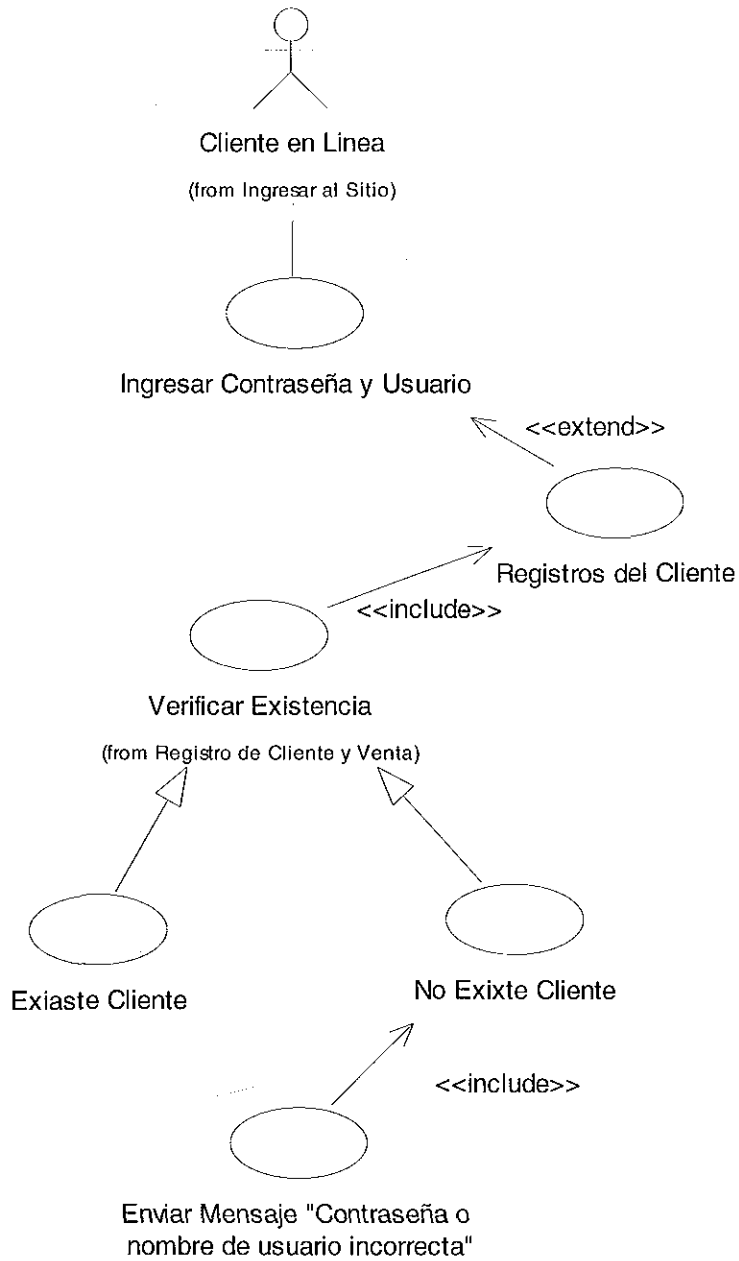 Cliente en Linea
(from Ingresar al Sitio)
Ingresar Contraseña y Usuario
<<extend>>
Registros del Cliente
<<include>>
Verificar Existencia
(from Registro de Cliente y Venta)
Exiaste Cliente
No Exixte Cliente
<<include>>
Enviar Mensaje "Contraseña o
nombre de usuario incorrecta"